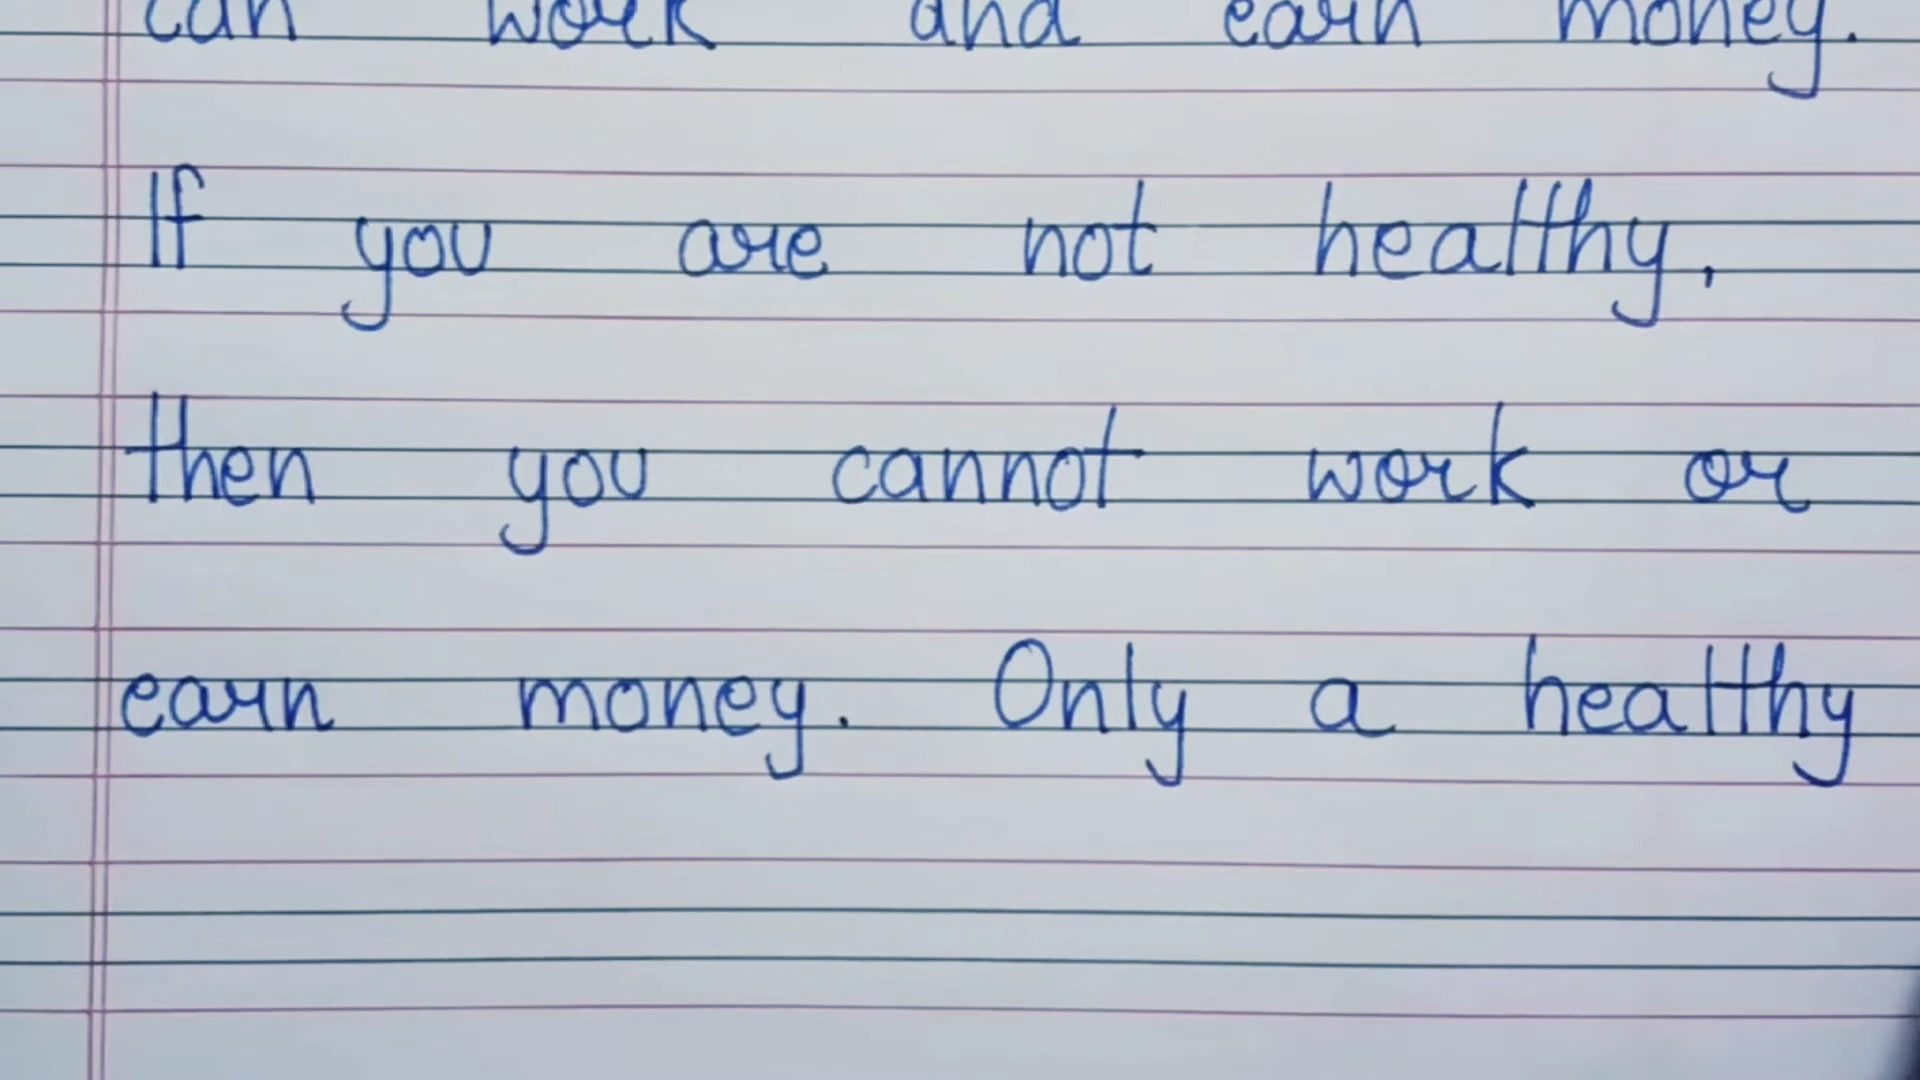 can work and earn money.
If you are not healthy,
then you cannot work or
earn money. Only a healthy